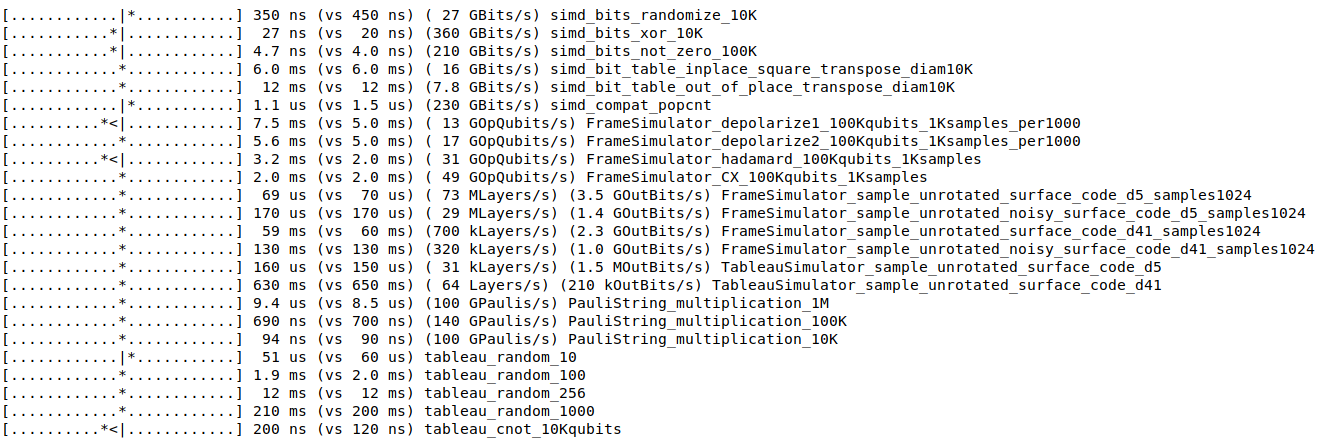 [............|*...........] 350 ns (vs 450 ns) ( 27 GBits/s) simd_bits_randomize_10K
[...........*|............]  27 ns (vs  20 ns) (360 GBits/s) simd_bits_xor_10K
[...........*|............] 4.7 ns (vs 4.0 ns) (210 GBits/s) simd_bits_not_zero_100K
[............*............] 6.0 ms (vs 6.0 ms) ( 16 GBits/s) simd_bit_table_inplace_square_transpose_diam10K
[............*............]  12 ms (vs  12 ms) (7.8 GBits/s) simd_bit_table_out_of_place_transpose_diam10K
[............|*...........] 1.1 us (vs 1.5 us) (230 GBits/s) simd_compat_popcnt
[..........*<|............] 7.5 ms (vs 5.0 ms) ( 13 GOpQubits/s) FrameSimulator_depolarize1_100Kqubits_1Ksamples_per1000
[............*............] 5.6 ms (vs 5.0 ms) ( 17 GOpQubits/s) FrameSimulator_depolarize2_100Kqubits_1Ksamples_per1000
[..........*<|............] 3.2 ms (vs 2.0 ms) ( 31 GOpQubits/s) FrameSimulator_hadamard_100Kqubits_1Ksamples
[............*............] 2.0 ms (vs 2.0 ms) ( 49 GOpQubits/s) FrameSimulator_CX_100Kqubits_1Ksamples
[............*............]  69 us (vs  70 us) ( 73 MLayers/s) (3.5 GOutBits/s) FrameSimulator_sample_unrotated_surface_code_d5_samples1024
[............*............] 170 us (vs 170 us) ( 29 MLayers/s) (1.4 GOutBits/s) FrameSimulator_sample_unrotated_noisy_surface_code_d5_samples1024
[............*............]  59 ms (vs  60 ms) (700 kLayers/s) (2.3 GOutBits/s) FrameSimulator_sample_unrotated_surface_code_d41_samples1024
[............*............] 130 ms (vs 130 ms) (320 kLayers/s) (1.0 GOutBits/s) FrameSimulator_sample_unrotated_noisy_surface_code_d41_samples1024
[............*............] 160 us (vs 150 us) ( 31 kLayers/s) (1.5 MOutBits/s) TableauSimulator_sample_unrotated_surface_code_d5
[............*............] 630 ms (vs 650 ms) ( 64 Layers/s) (210 kOutBits/s) TableauSimulator_sample_unrotated_surface_code_d41
[............*............] 9.4 us (vs 8.5 us) (100 GPaulis/s) PauliString_multiplication_1M
[............*............] 690 ns (vs 700 ns) (140 GPaulis/s) PauliString_multiplication_100K
[............*............]  94 ns (vs  90 ns) (100 GPaulis/s) PauliString_multiplication_10K
[............|*...........]  51 us (vs  60 us) tableau_random_10
[............*............] 1.9 ms (vs 2.0 ms) tableau_random_100
[............*............]  12 ms (vs  12 ms) tableau_random_256
[............*............] 210 ms (vs 200 ms) tableau_random_1000
[..........*<|............] 200 ns (vs 120 ns) tableau_cnot_10Kqubits